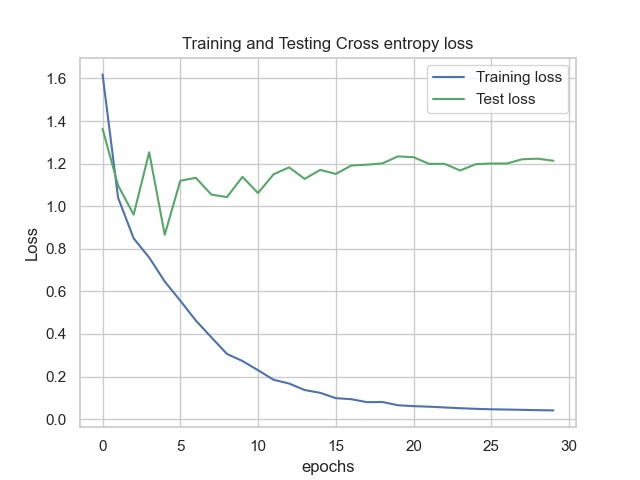 Training and Testing Cross entropy loss
Training loss
Test loss
1.6
1.4
1.2
1.0
0.8
0.6
0.4
0.2
0.0
Loss
0 5 10 15 20 25 30
epochs